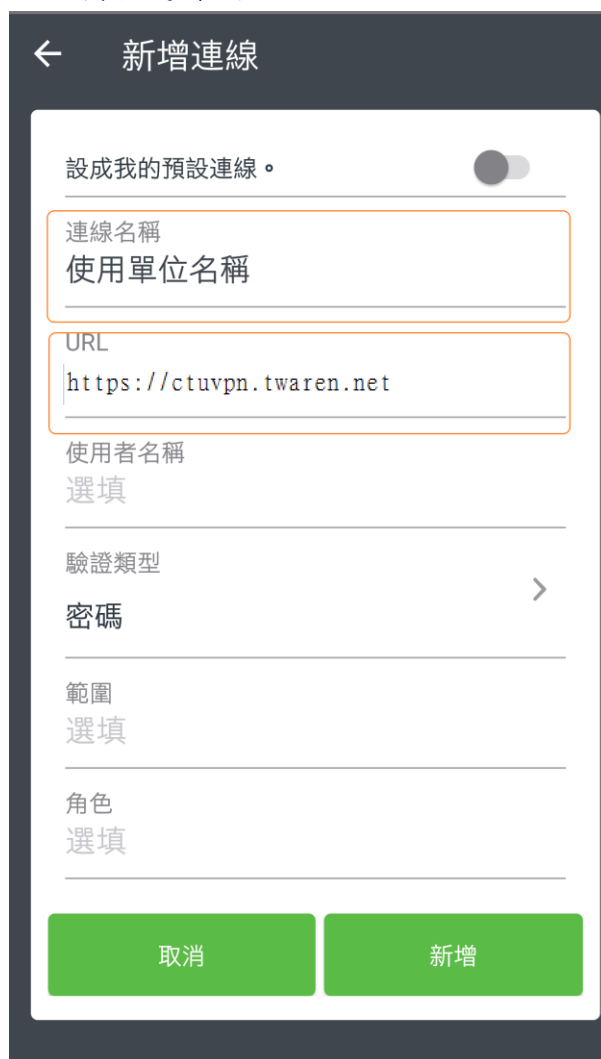 新增連線
設成我的預設連線。
連線名稱
使用單位名稱
URL
https://ctuvpn.twaren.net
使用者名稱
選填
驗證類型
密碼
範圍
選填
角色
選填
取消
新增